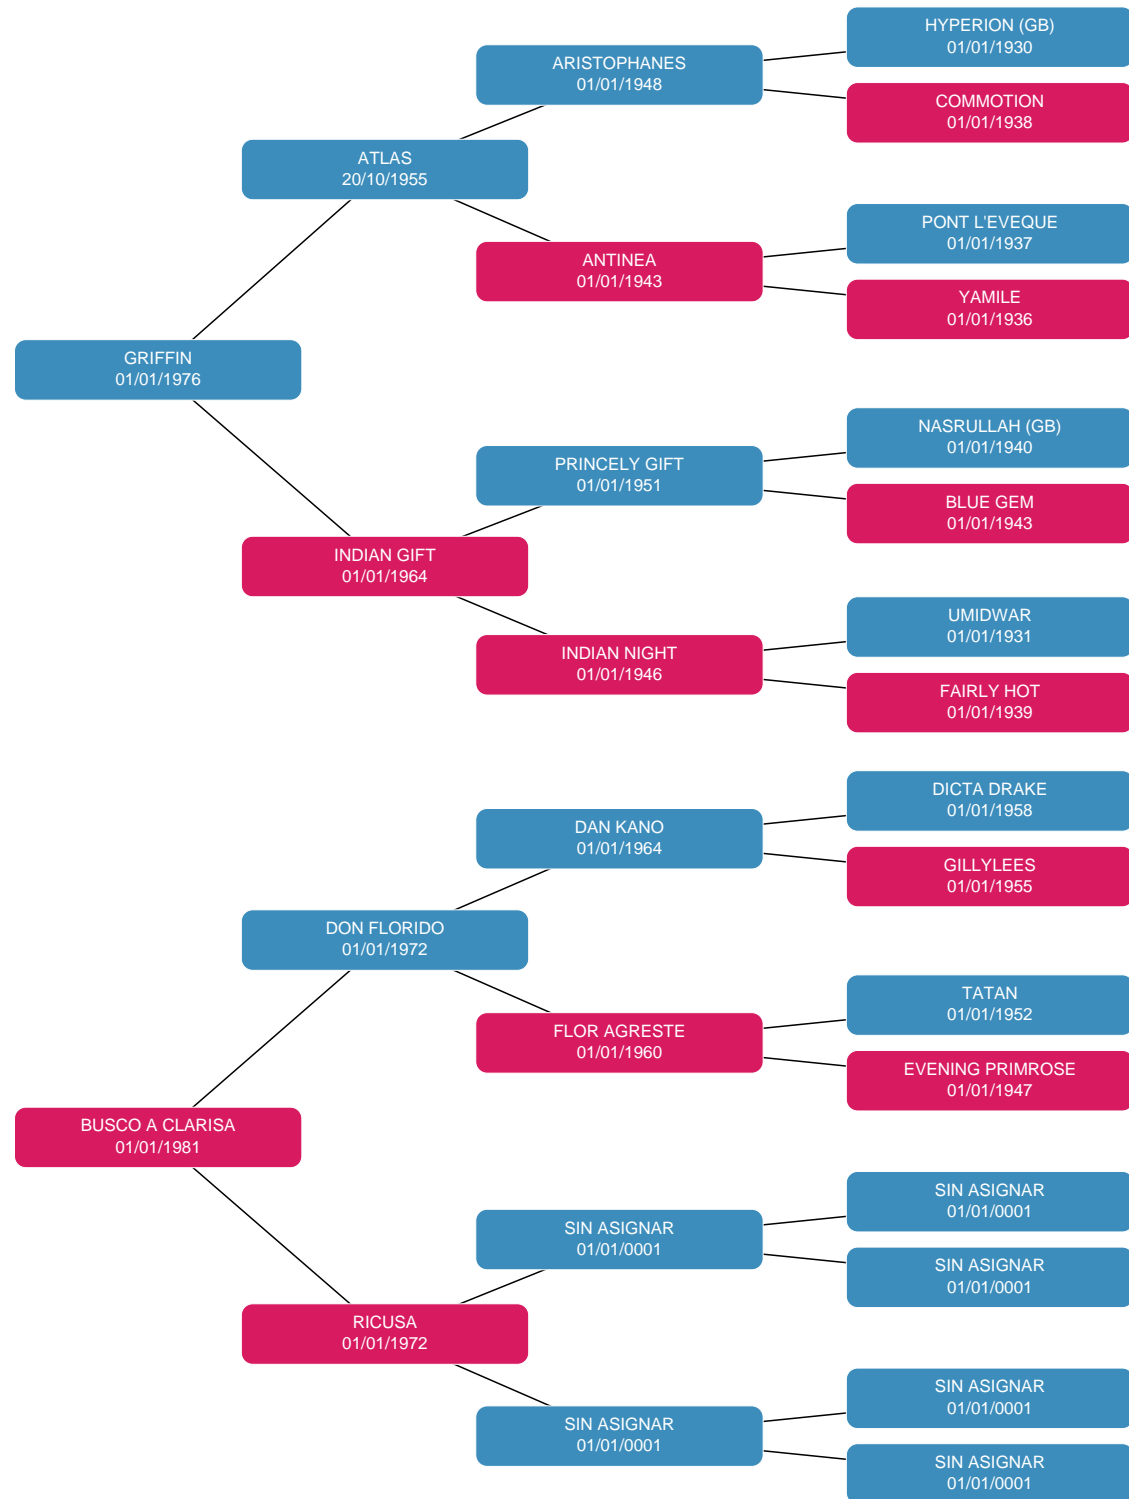 HYPERION (GB)
01/01/1930
ARISTOPHANES
01/01/1948
COMMOTION
01/01/1938
ATLAS
20/10/1955
PONT L'EVEQUE
01/01/1937
ANTINEA
01/01/1943
YAMILE
01/01/1936
GRIFFIN
01/01/1976
NASRULLAH (GB)
01/01/1940
PRINCELY GIFT
01/01/1951
BLUE GEM
01/01/1943
INDIAN GIFT
01/01/1964
UMIDWAR
01/01/1931
INDIAN NIGHT
01/01/1946
FAIRLY HOT
01/01/1939
DICTA DRAKE
01/01/1958
DAN KANO
01/01/1964
GILLYLEES
01/01/1955
DON FLORIDO
01/01/1972
TATAN
01/01/1952
FLOR AGRESTE
01/01/1960
EVENING PRIMROSE
01/01/1947
BUSCO A CLARISA
01/01/1981
SIN ASIGNAR
01/01/0001
SIN ASIGNAR
01/01/0001
SIN ASIGNAR
01/01/0001
RICUSA
01/01/1972
SIN ASIGNAR
01/01/0001
SIN ASIGNAR
01/01/0001
SIN ASIGNAR
01/01/0001